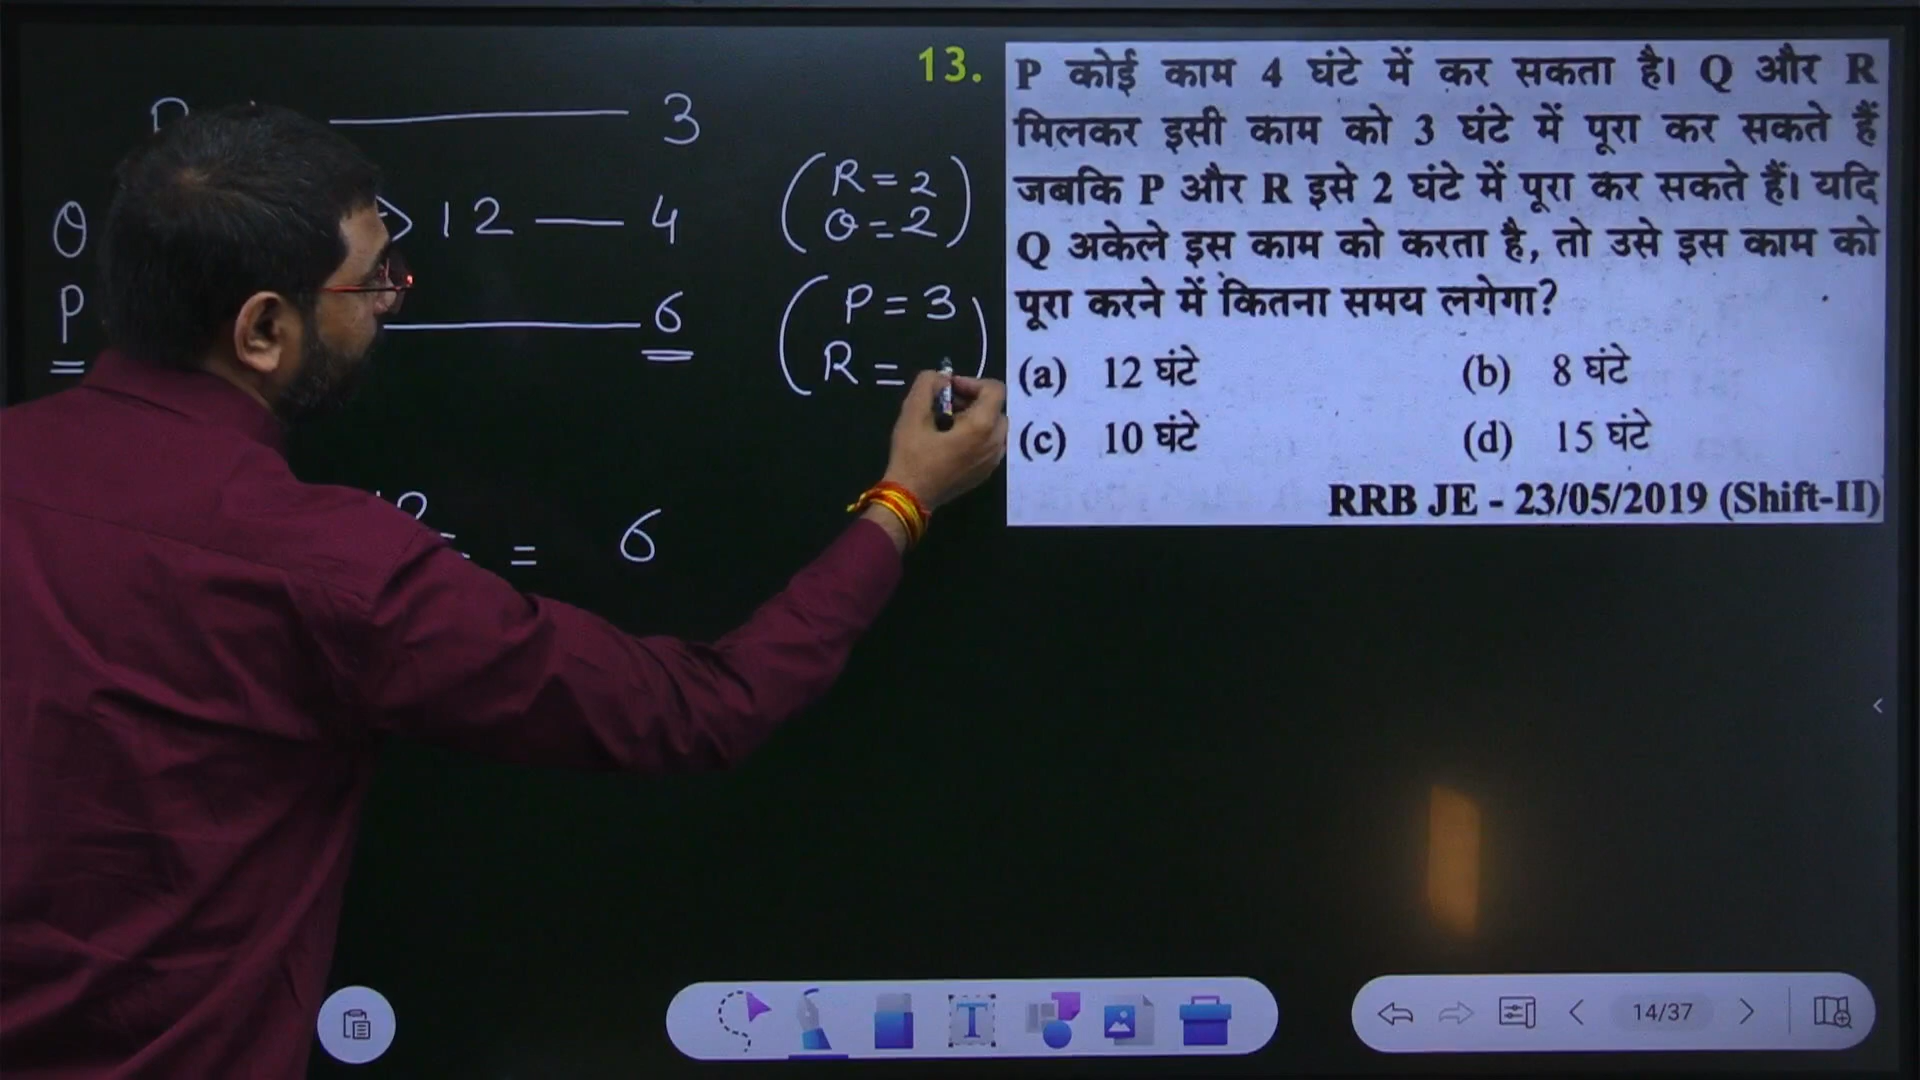 3
Q > 12 — 4
P 6
(R = 2
Q = 2)
(P = 3
R =
= 6
13.
P कोई काम 4 घंटे में कर सकता है। Q और R
मिलकर इसी काम को 3 घंटे में पूरा कर सकते हैं
जबकि P और R इसे 2 घंटे में पूरा कर सकते हैं। यदि
Q अकेले इस काम को करता है, तो उसे इस काम को
पूरा करने में कितना समय लगेगा?
(a) 12 घंटे (b) 8 घंटे
(c) 10 घंटे (d) 15 घंटे
RRB JE - 23/05/2019 (Shift-II)
T
14/37